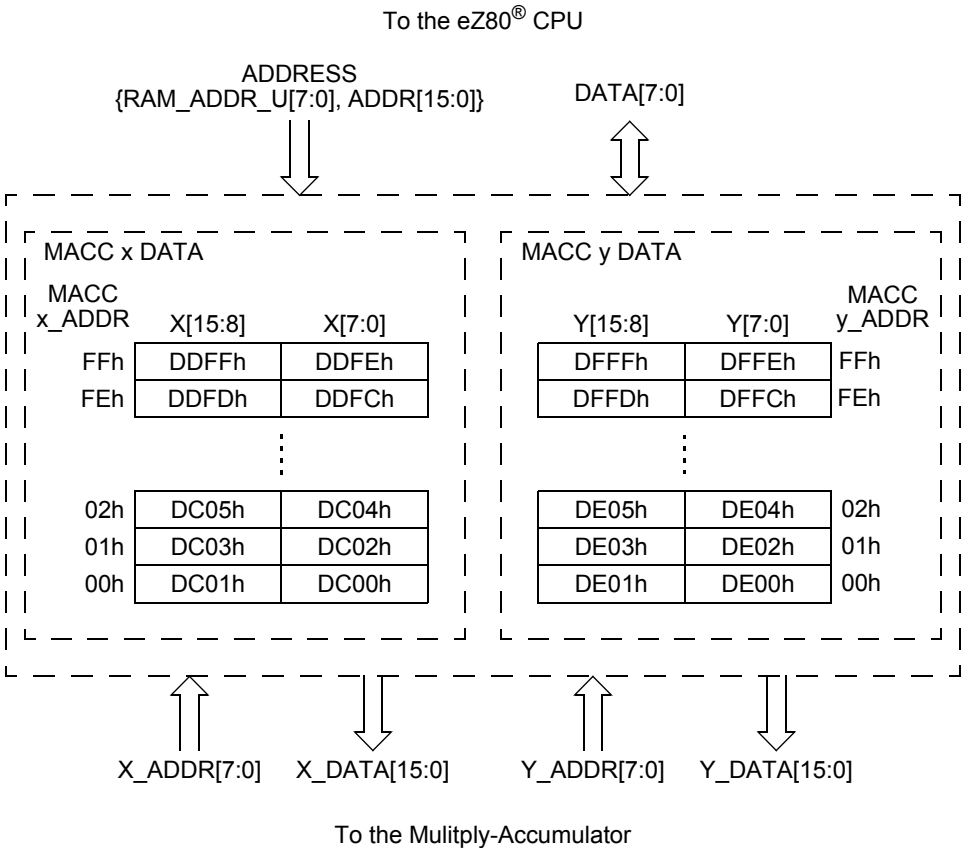 To the eZ80® CPU
ADDRESS
{RAM_ADDR_U[7:0], ADDR[15:0]}
DATA[7:0]
MACC x DATA
MACC
x_ADDR
X[15:8] X[7:0]
FFh DDFFh DDFEh
FEh DDFDh DDFCh
02h DC05h DC04h
01h DC03h DC02h
00h DC01h DC00h
MACC y DATA
MACC
y_ADDR
Y[15:8] Y[7:0]
DFFFh DFFEh FFh
DFFDh DFFCh FEh
DE05h DE04h 02h
DE03h DE02h 01h
DE01h DE00h 00h
X_ADDR[7:0] X_DATA[15:0] Y_ADDR[7:0] Y_DATA[15:0]
To the Mulitply-Accumulator